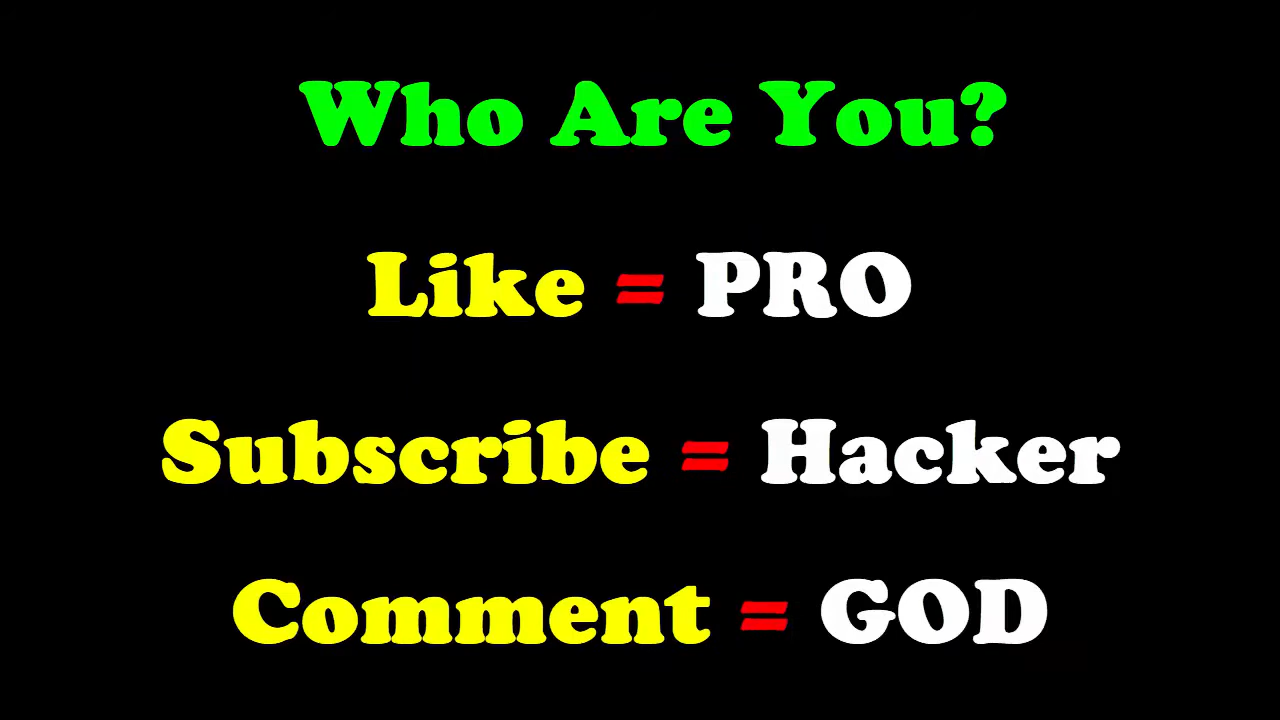 Who Are You?
Like = PRO
Subscribe = Hacker
Comment = GOD